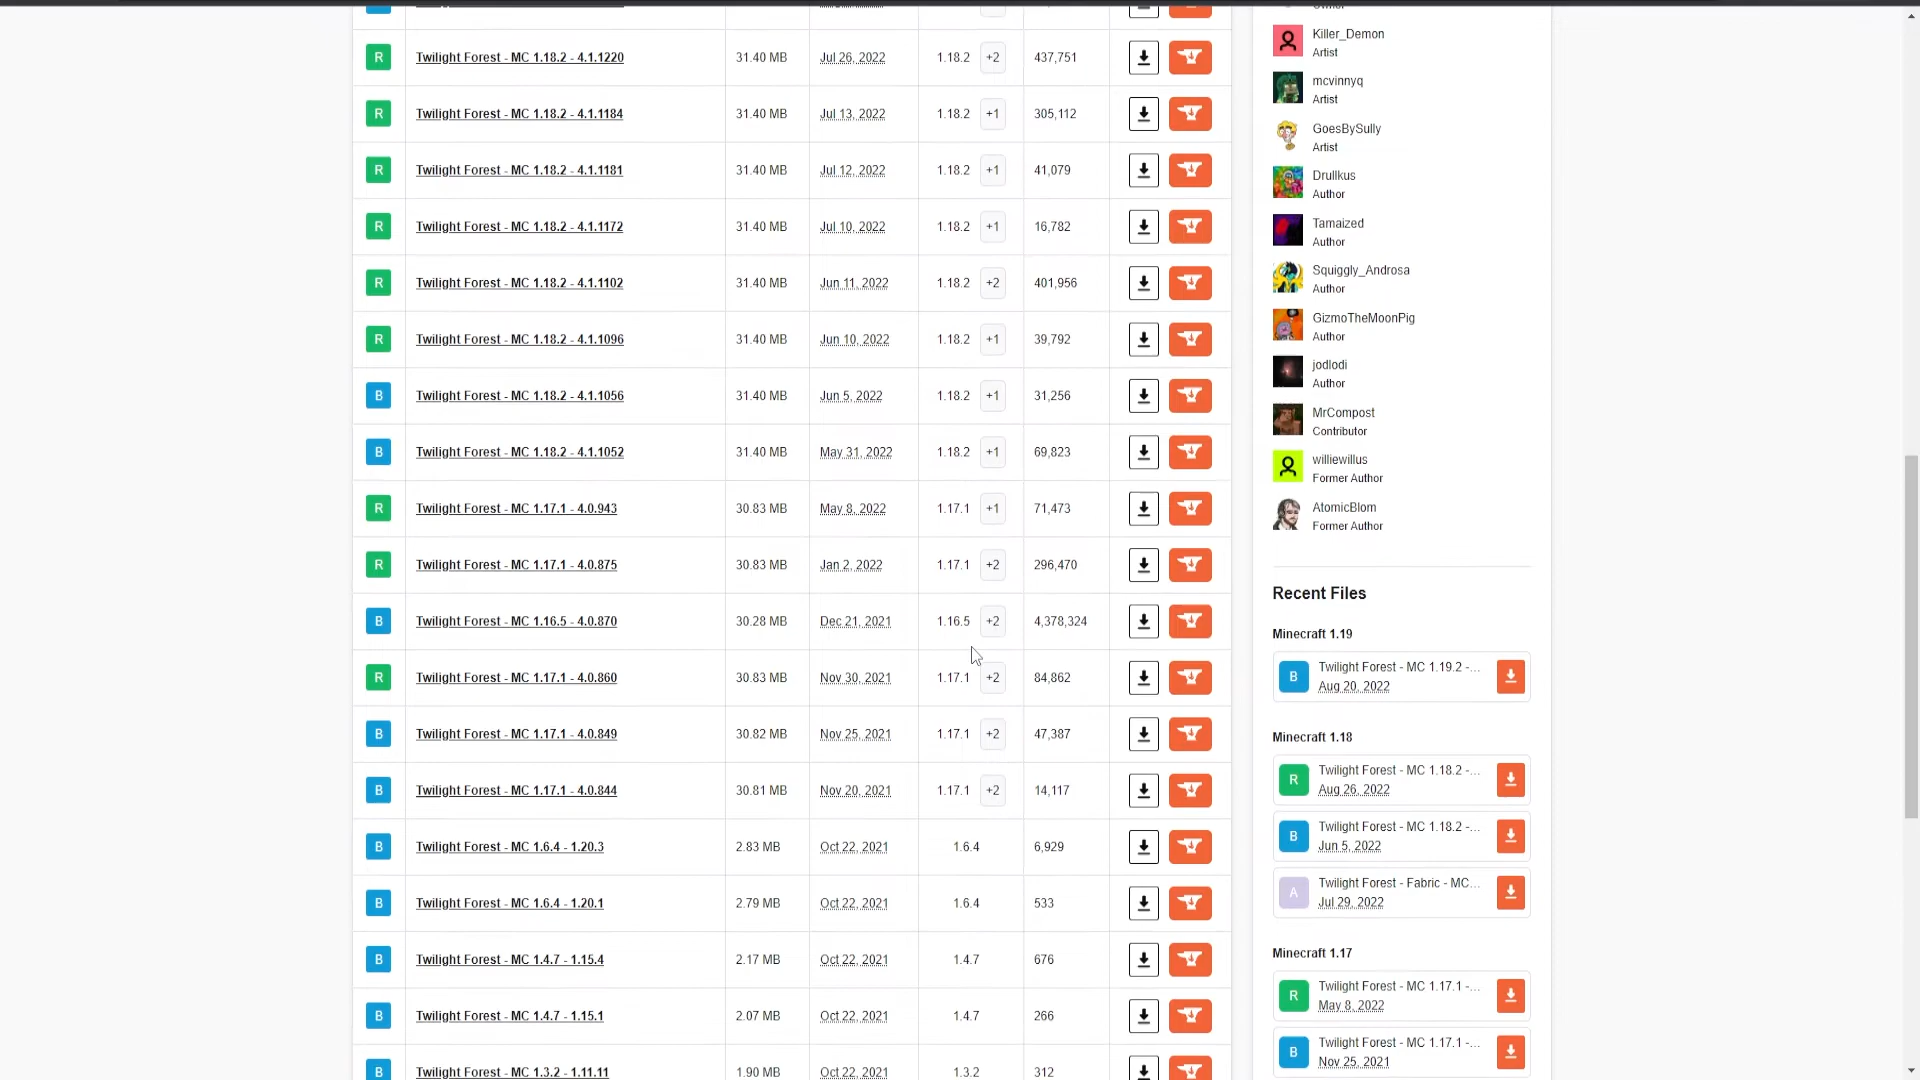 R Twilight Forest - MC 1.18.2 - 4.1.1220 31.40 MB Jul 26, 2022 1.18.2 +2 437,751
R Twilight Forest - MC 1.18.2 - 4.1.1184 31.40 MB Jul 13, 2022 1.18.2 +1 305,112
R Twilight Forest - MC 1.18.2 - 4.1.1181 31.40 MB Jul 12, 2022 1.18.2 +1 41,079
R Twilight Forest - MC 1.18.2 - 4.1.1172 31.40 MB Jul 10, 2022 1.18.2 +1 16,782
R Twilight Forest - MC 1.18.2 - 4.1.1102 31.40 MB Jun 11, 2022 1.18.2 +2 401,956
R Twilight Forest - MC 1.18.2 - 4.1.1096 31.40 MB Jun 10, 2022 1.18.2 +1 39,792
B Twilight Forest - MC 1.18.2 - 4.1.1056 31.40 MB Jun 5, 2022 1.18.2 +1 31,256
B Twilight Forest - MC 1.18.2 - 4.1.1052 31.40 MB May 31, 2022 1.18.2 +1 69,823
R Twilight Forest - MC 1.17.1 - 4.0.943 30.83 MB May 8, 2022 1.17.1 +1 71,473
R Twilight Forest - MC 1.17.1 - 4.0.875 30.83 MB Jan 2, 2022 1.17.1 +2 296,470
B Twilight Forest - MC 1.16.5 - 4.0.870 30.28 MB Dec 21, 2021 1.16.5 +2 4,378,324
R Twilight Forest - MC 1.17.1 - 4.0.860 30.83 MB Nov 30, 2021 1.17.1 +2 84,862
B Twilight Forest - MC 1.17.1 - 4.0.849 30.82 MB Nov 25, 2021 1.17.1 +2 47,387
B Twilight Forest - MC 1.17.1 - 4.0.844 30.81 MB Nov 20, 2021 1.17.1 +2 14,117
B Twilight Forest - MC 1.6.4 - 1.20.3 2.83 MB Oct 22, 2021 1.6.4 6,929
B Twilight Forest - MC 1.6.4 - 1.20.1 2.79 MB Oct 22, 2021 1.6.4 533
B Twilight Forest - MC 1.4.7 - 1.15.4 2.17 MB Oct 22, 2021 1.4.7 676
B Twilight Forest - MC 1.4.7 - 1.15.1 2.07 MB Oct 22, 2021 1.4.7 266
B Twilight Forest - MC 1.3.2 - 1.11.11 1.90 MB Oct 22, 2021 1.3.2 312
Killer_Demon
Artist
mcvinnyq
Artist
GoesBySully
Artist
Drullkus
Author
Tamaized
Author
Squiggly_Androsa
Author
GizmoTheMoonPig
Author
jodlodi
Author
MrCompost
Contributor
williewillus
Former Author
AtomicBlom
Former Author
Recent Files
Minecraft 1.19
B Twilight Forest - MC 1.19.2 -...
Aug 20, 2022
Minecraft 1.18
R Twilight Forest - MC 1.18.2 -...
Aug 26, 2022
B Twilight Forest - MC 1.18.2 -...
Jun 5, 2022
A Twilight Forest - Fabric - MC...
Jul 29, 2022
Minecraft 1.17
R Twilight Forest - MC 1.17.1 -...
May 8, 2022
B Twilight Forest - MC 1.17.1 -...
Nov 25, 2021